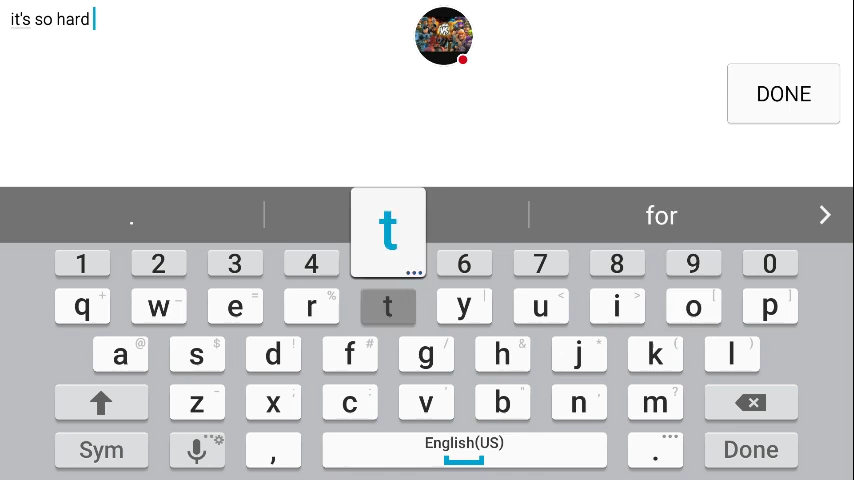 it's so hard
DONE
. for
t
1 2 3 4 6 7 8 9 0
q + w - e = r % t y | u < i > o [ p ]
a @ s $ d ! f # g / h & j * k ( l )
z - x ; c : v ' b " n , m ?
Sym , English(US) . Done